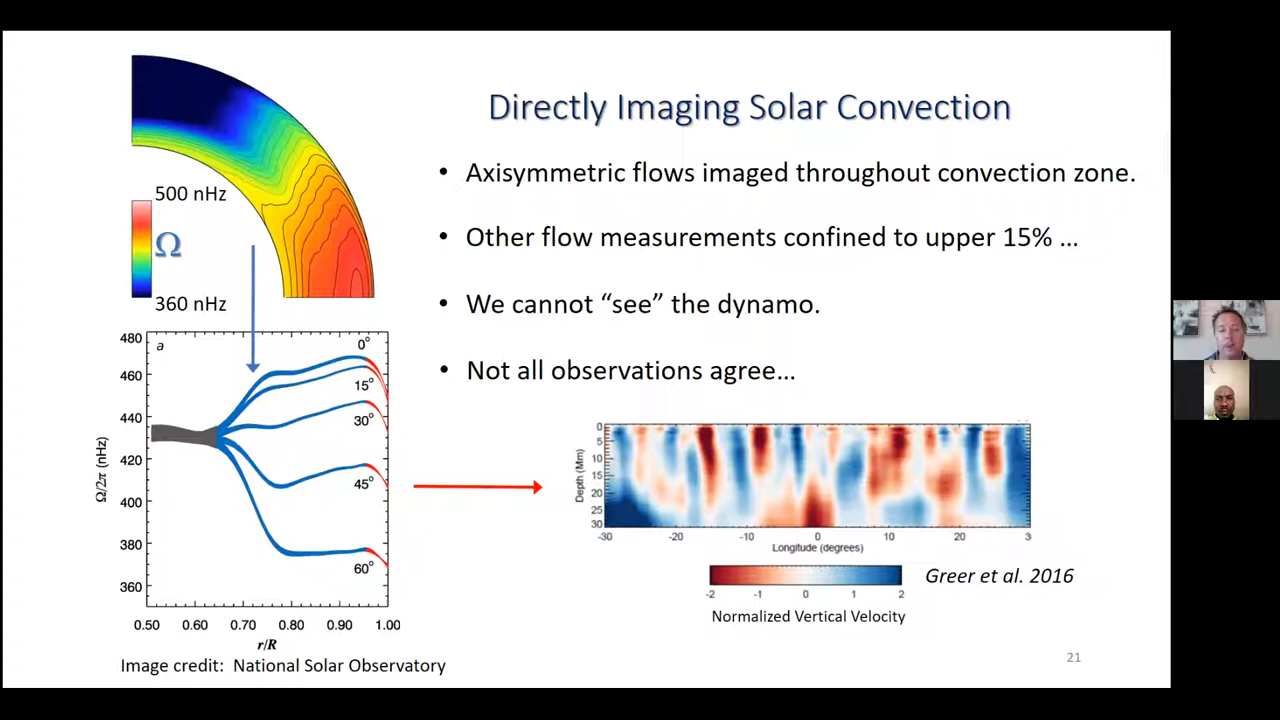 Directly Imaging Solar Convection
• Axisymmetric flows imaged throughout convection zone.
• Other flow measurements confined to upper 15% ...
• We cannot “see” the dynamo.
• Not all observations agree...
500 nHz
Ω
360 nHz
a
480
460
440
420
400
380
360
Ω/2π (nHz)
0°
15°
30°
45°
60°
0.50 0.60 0.70 0.80 0.90 1.00
r/R
Image credit: National Solar Observatory
0
5
10
15
20
25
30
Depth (Mm)
-30 -20 -10 0 10 20 3
Longitude (degrees)
-2 -1 0 1 2
Normalized Vertical Velocity
Greer et al. 2016
21